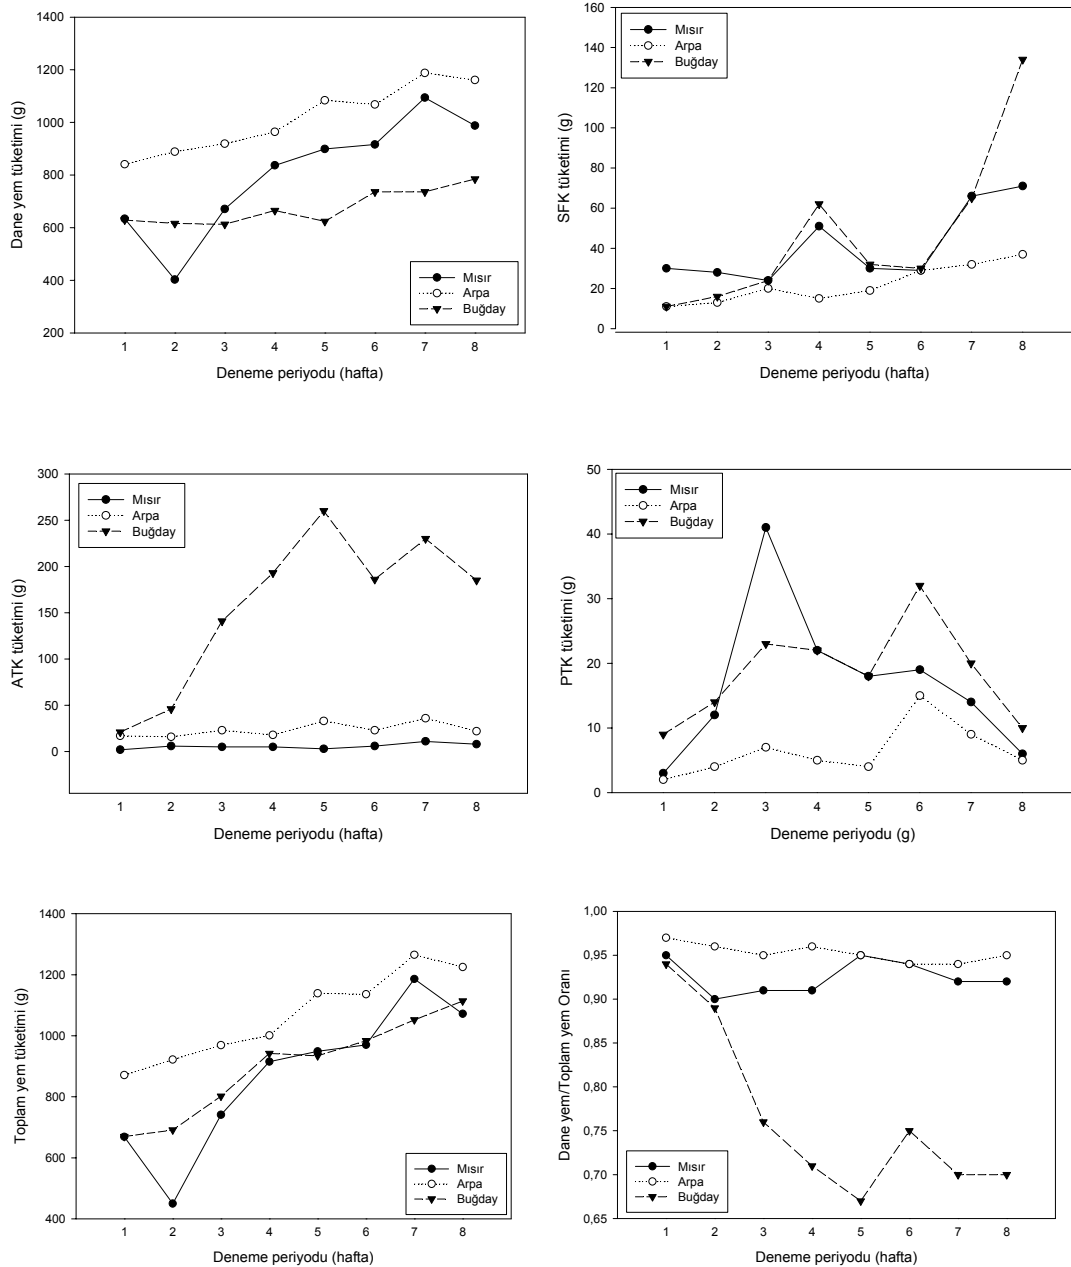 Dane yem tüketimi (g)
1400
1200
1000
800
600
400
200
Mısır
Arpa
Buğday
1 2 3 4 5 6 7 8
Deneme periyodu (hafta)
SFK tüketimi (g)
160
140
120
100
80
60
40
20
0
Mısır
Arpa
Buğday
1 2 3 4 5 6 7 8
Deneme periyodu (hafta)
ATK tüketimi (g)
300
250
200
150
100
50
0
Mısır
Arpa
Buğday
1 2 3 4 5 6 7 8
Deneme periyodu (hafta)
PTK tüketimi (g)
50
40
30
20
10
0
Mısır
Arpa
Buğday
1 2 3 4 5 6 7 8
Deneme periyodu (g)
Toplam yem tüketimi (g)
1400
1200
1000
800
600
400
Mısır
Arpa
Buğday
1 2 3 4 5 6 7 8
Deneme periyodu (hafta)
Dane yem/Toplam yem Oranı
1,00
0,95
0,90
0,85
0,80
0,75
0,70
0,65
Mısır
Arpa
Buğday
1 2 3 4 5 6 7 8
Deneme periyodu (hafta)